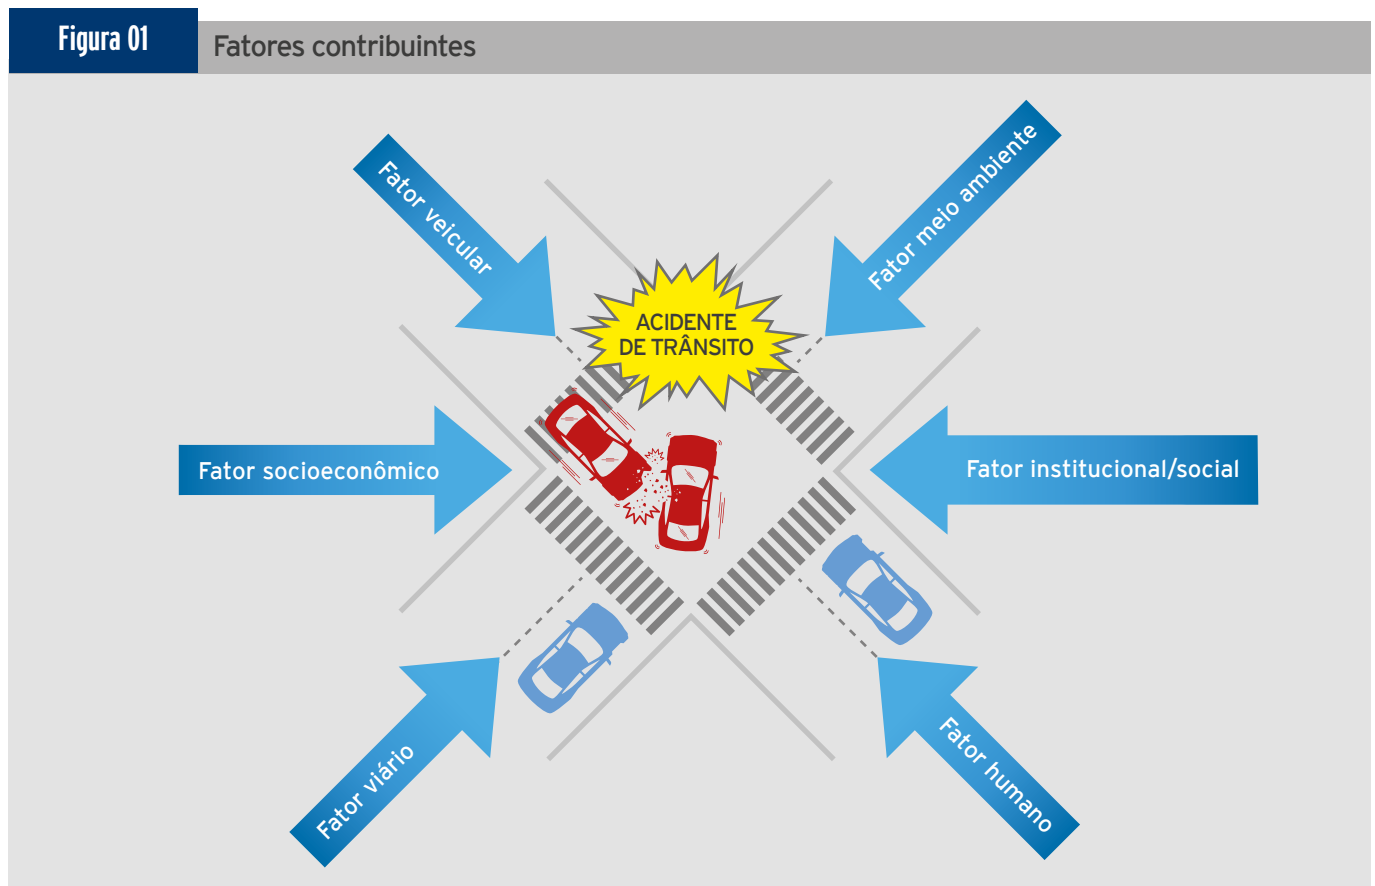 Figura 01
Fatores contribuintes
Fator veicular
Fator meio ambiente
ACIDENTE
DE TRÂNSITO
Fator socioeconômico
Fator institucional/social
Fator viário
Fator humano